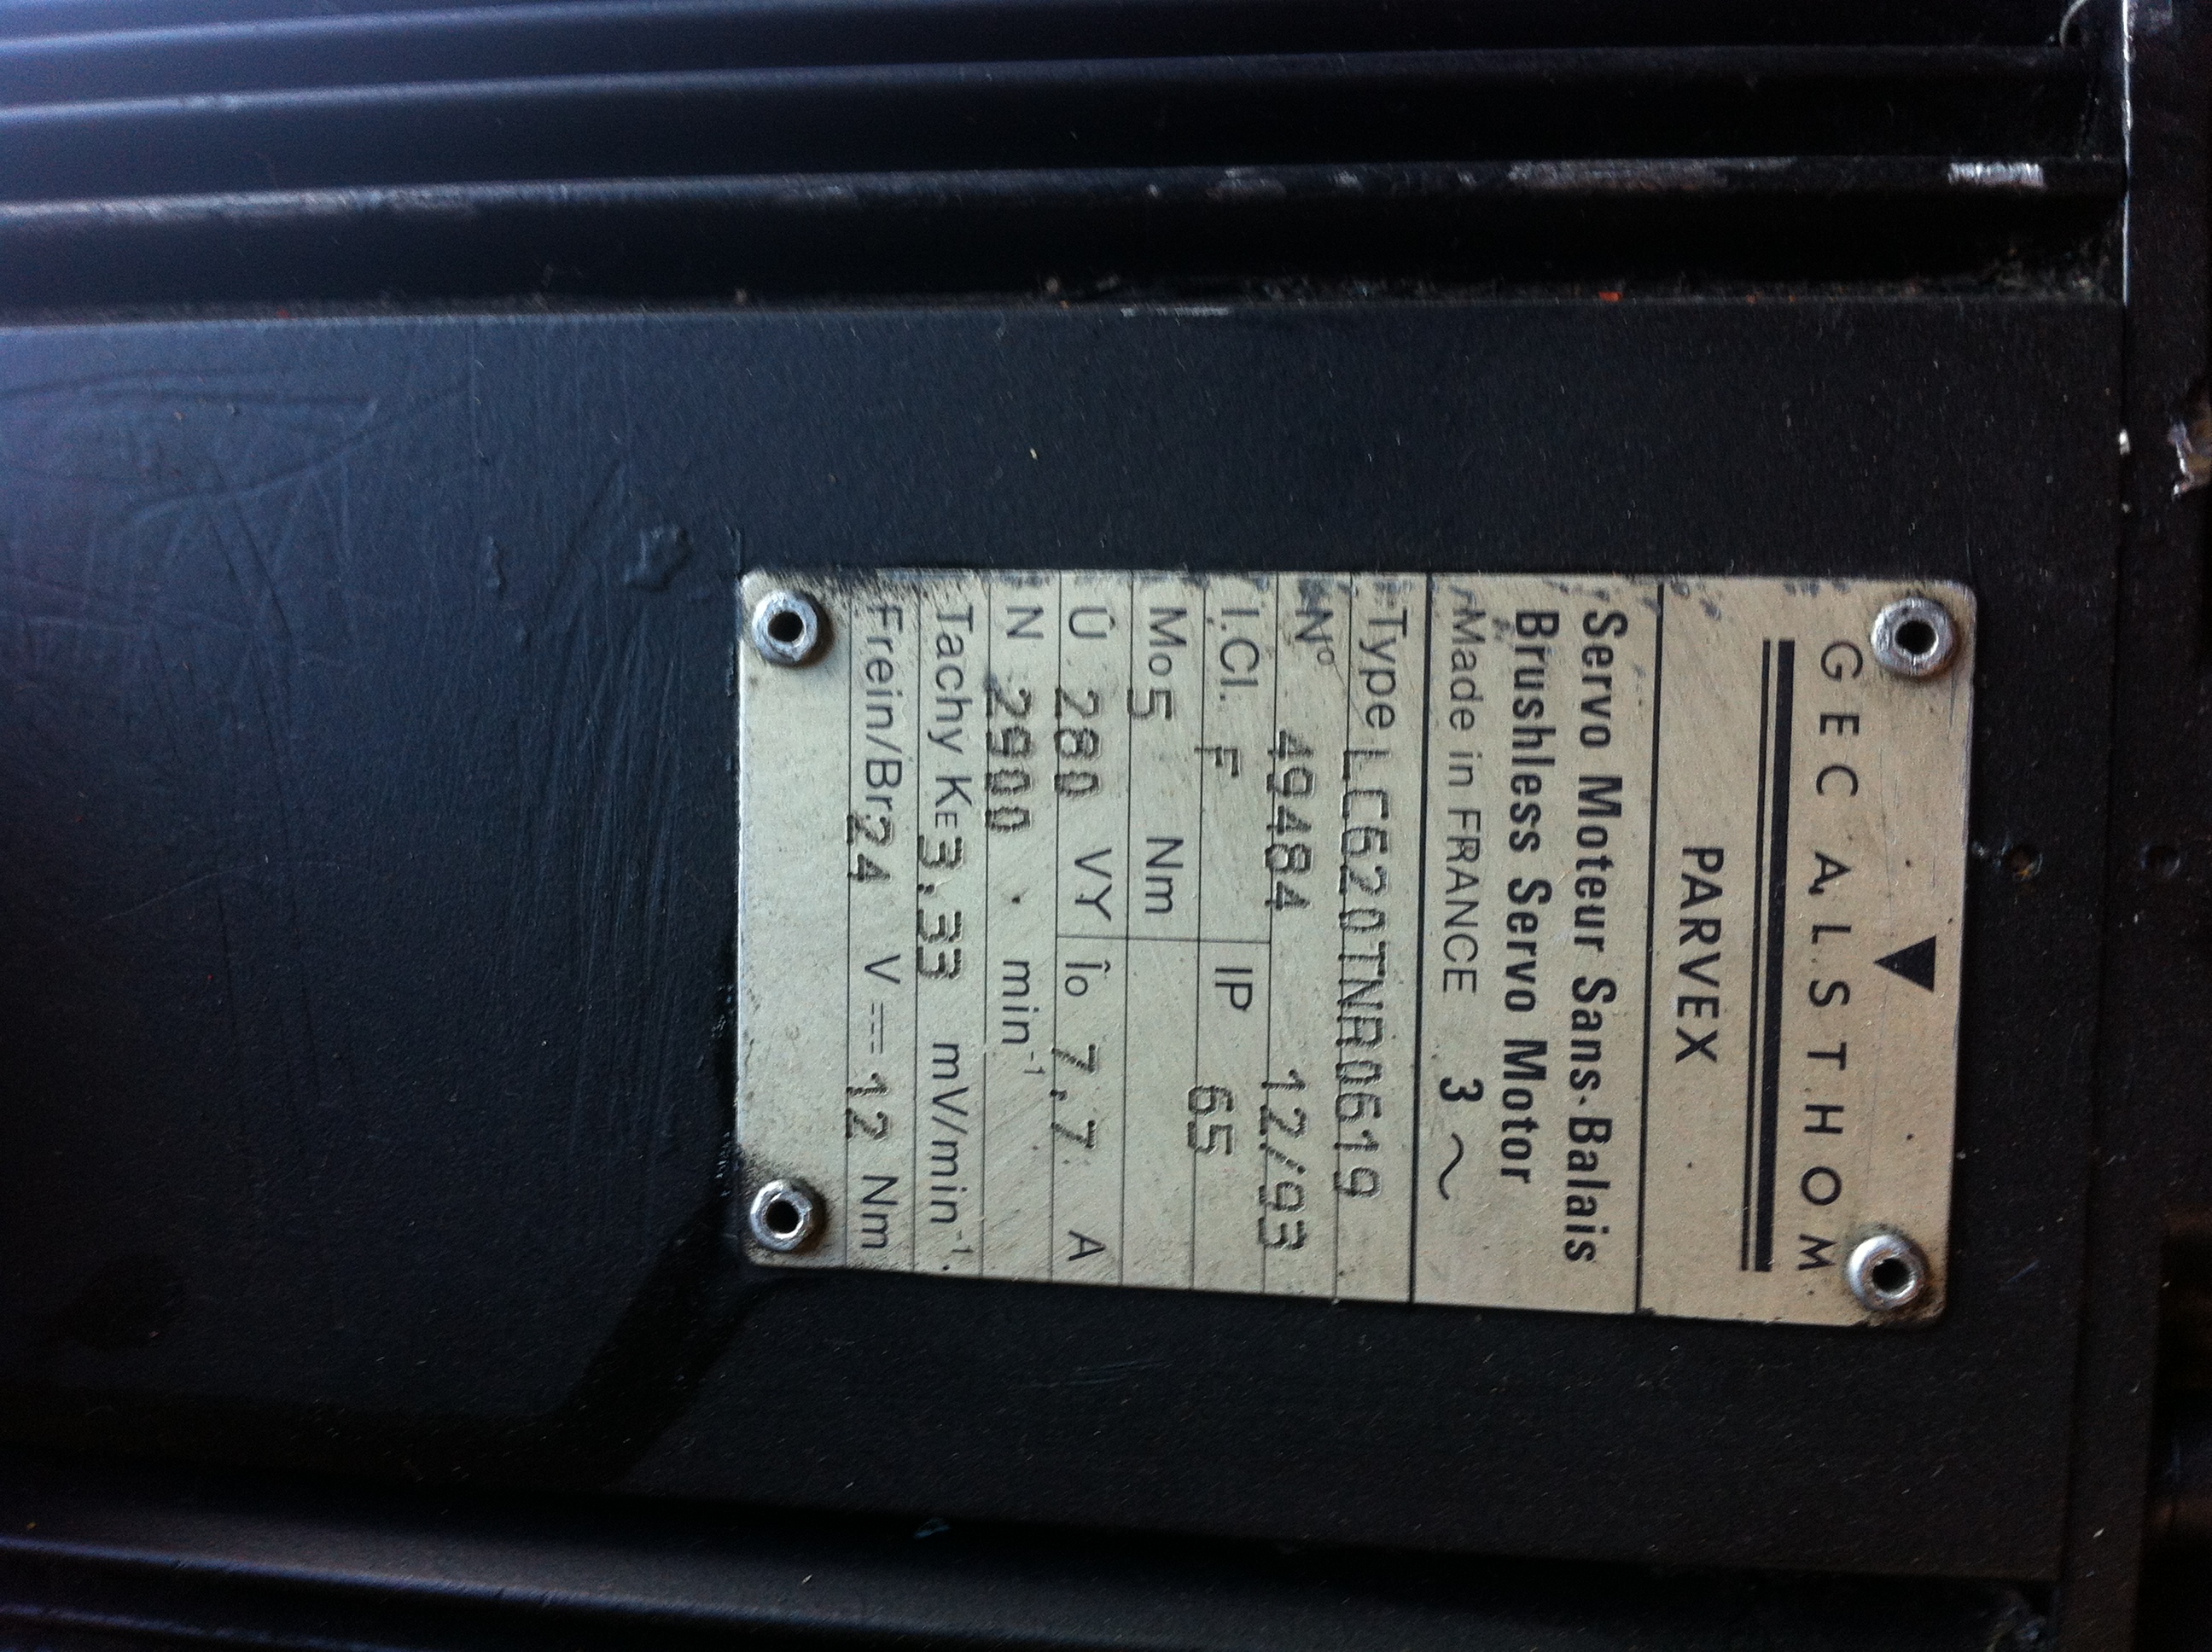 GEC ALSTHOM
PARVEX
Servo Moteur Sans-Balais
Brushless Servo Motor
Made in FRANCE 3 ~
Type LC620TNR0619
N° 49484 12/93
I.Cl. F IP 65
Mo 5 Nm
Û 280 VY Îo 7,7 A
N 2900 min⁻¹
Tachy KE 3,33 mV/min⁻¹
Frein/Br 24 V ⎓ 12 Nm